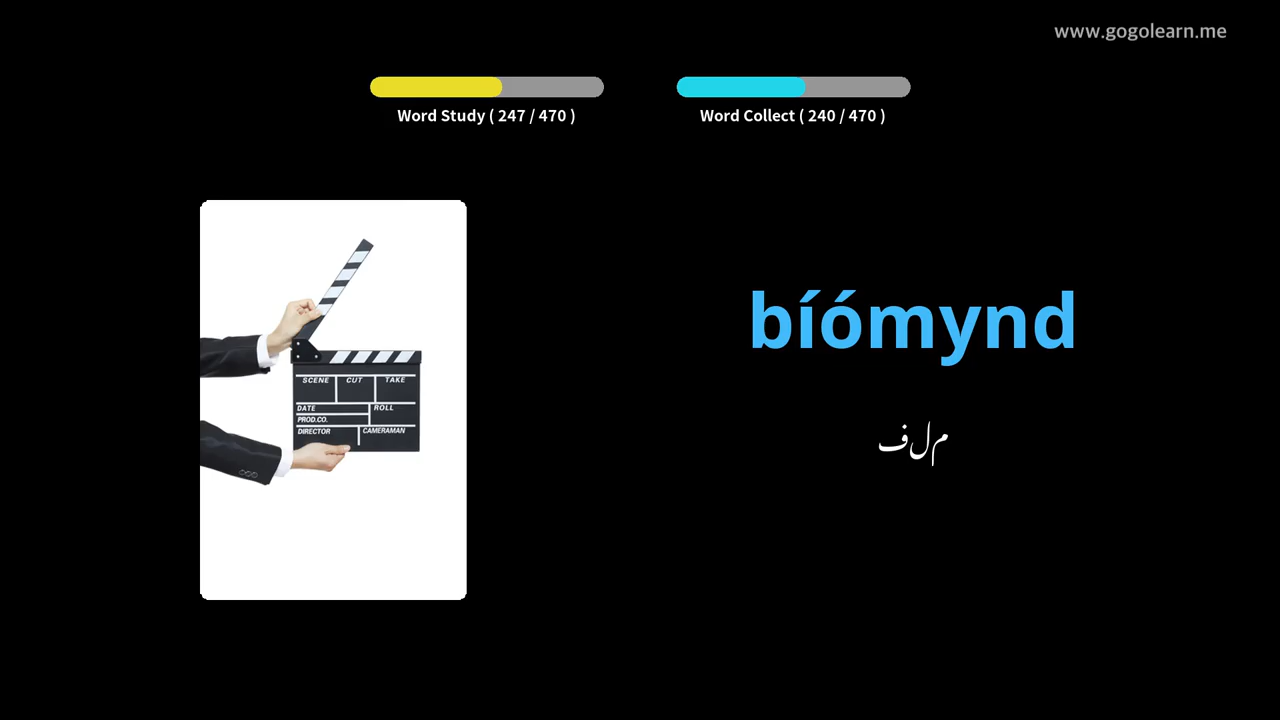 www.gogolearn.me
Word Study ( 247 / 470 )
Word Collect ( 240 / 470 )
SCENE CUT TAKE
DATE ROLL
PROD.CO.
DIRECTOR CAMERAMAN
bíómynd
ملف